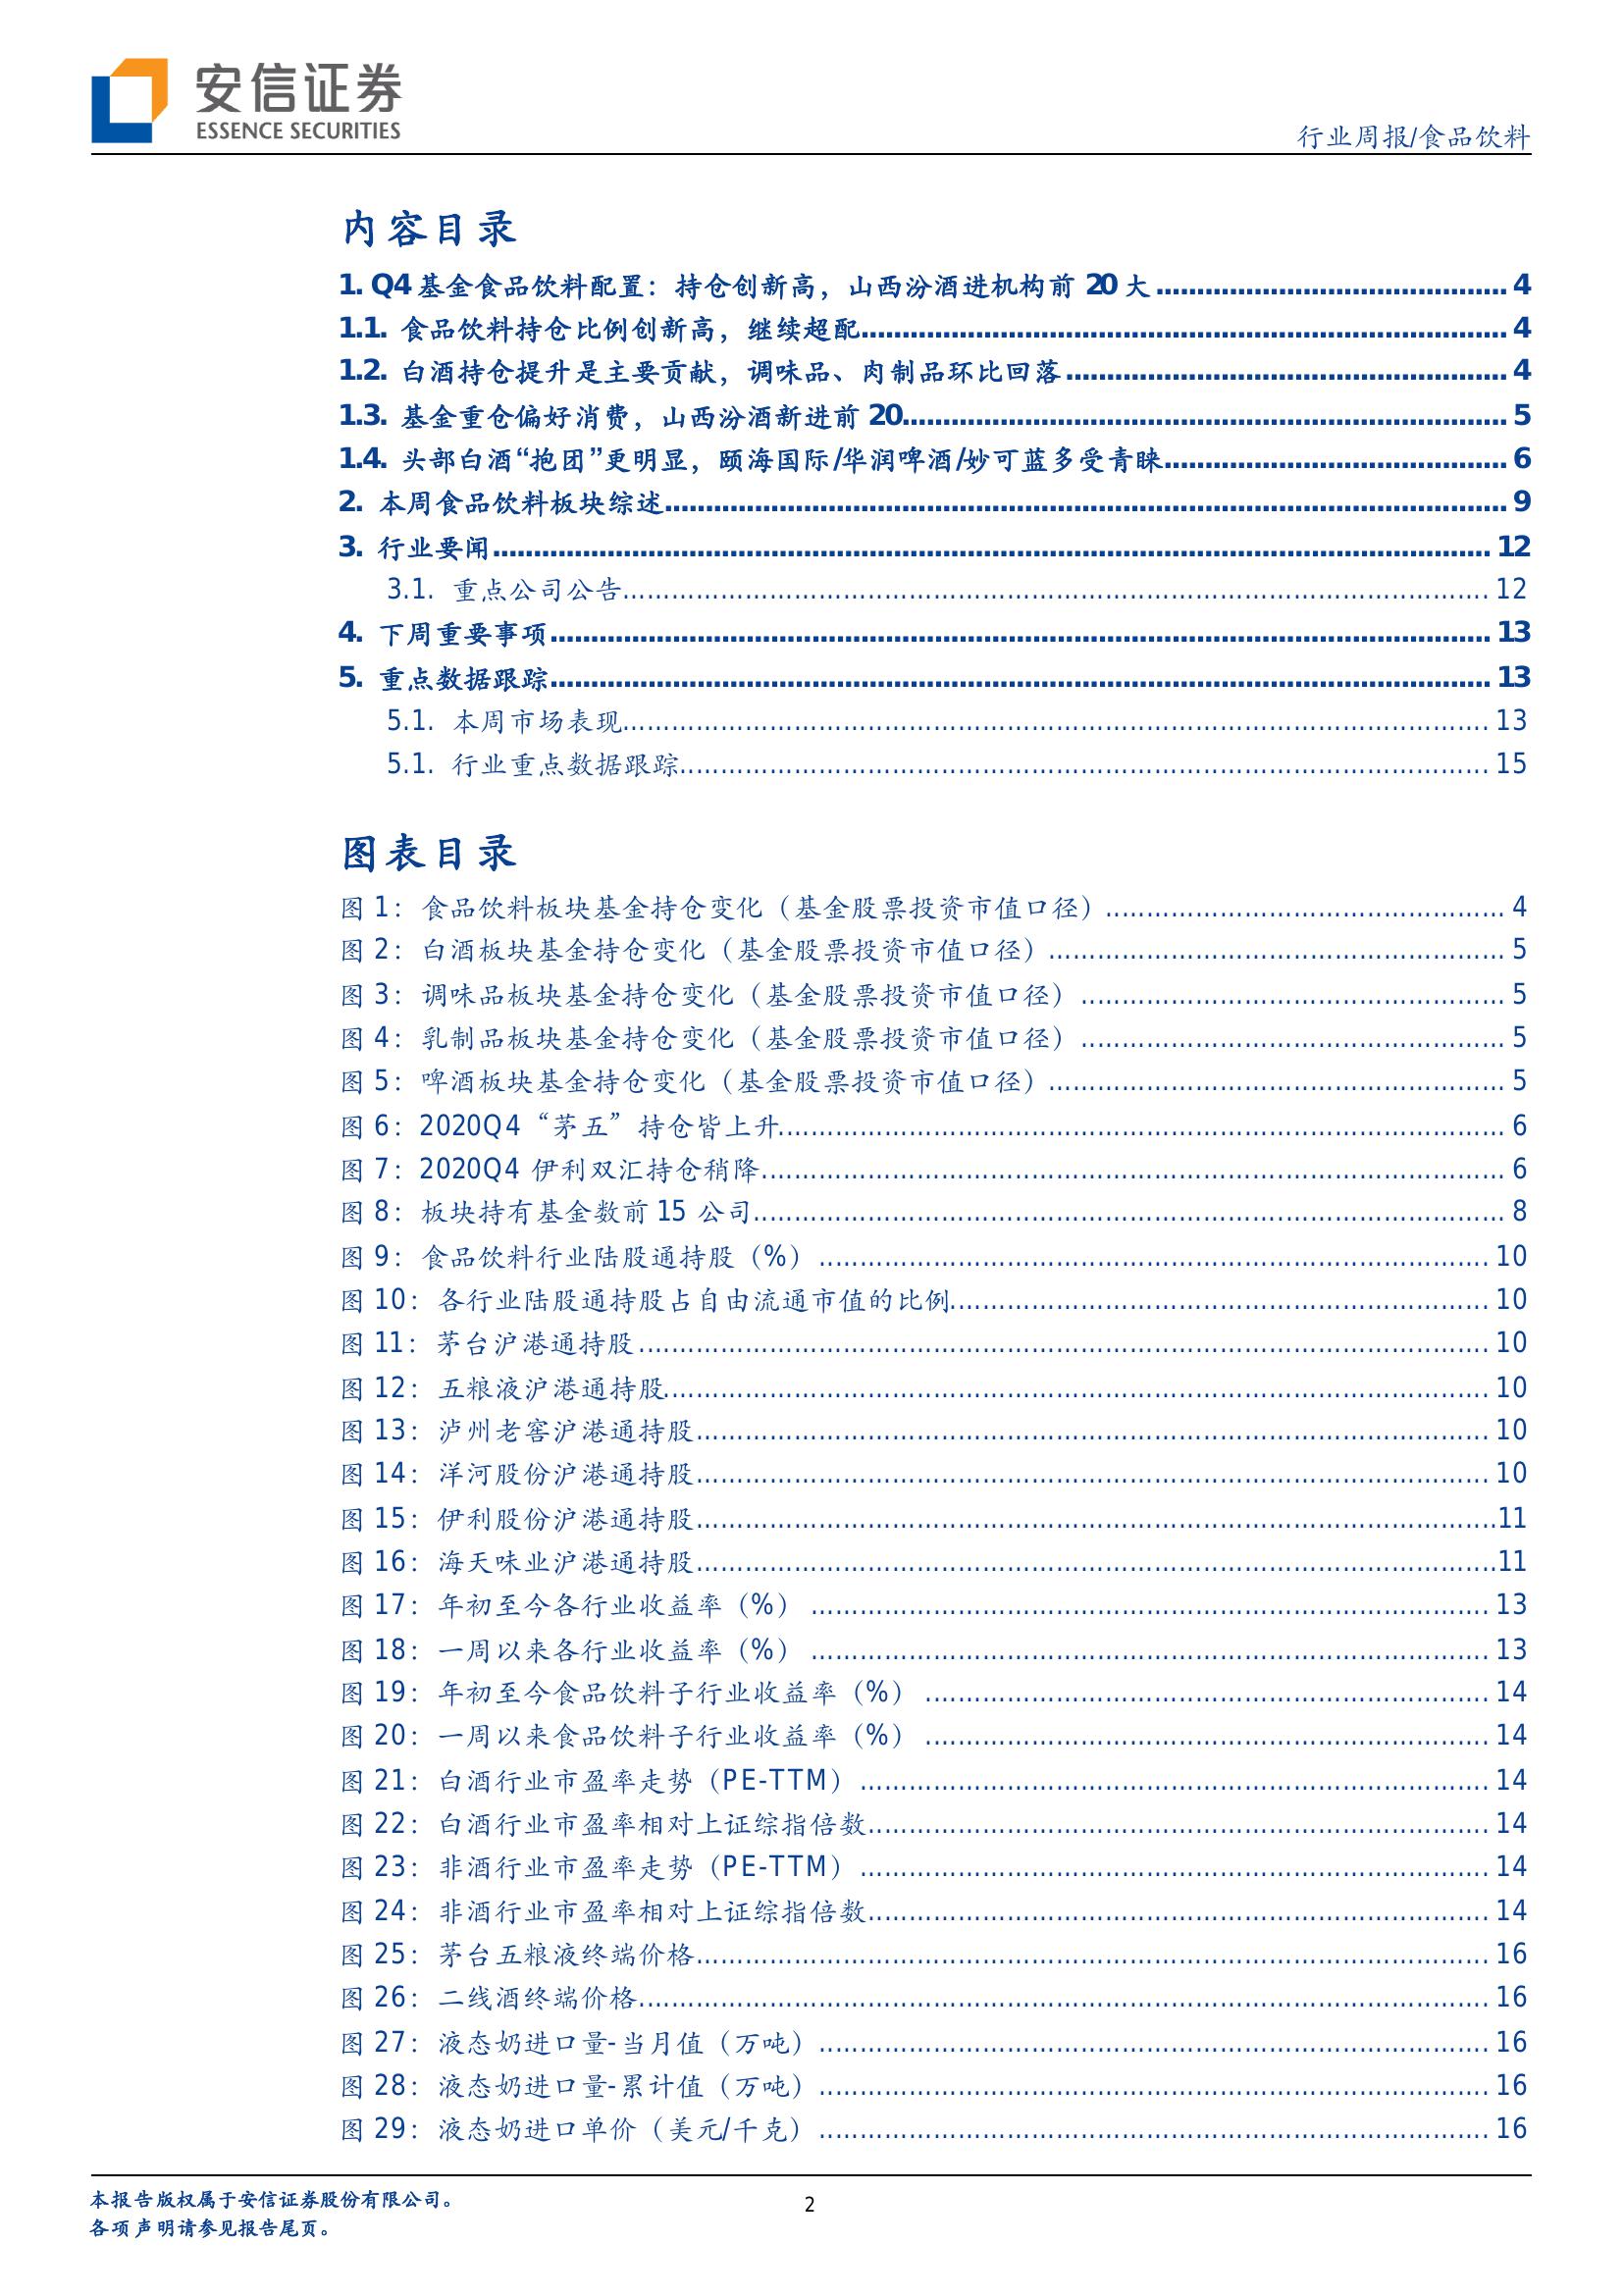 安信证券
ESSENCE SECURITIES
行业周报/食品饮料
内容目录
1. Q4基金食品饮料配置：持仓创新高，山西汾酒进机构前 20 大 ........................................... 4
1.1. 食品饮料持仓比例创新高，继续超配............................................................................... 4
1.2. 白酒持仓提升是主要贡献，调味品、肉制品环比回落...................................................... 4
1.3. 基金重仓偏好消费，山西汾酒新进前 20.......................................................................... 5
1.4. 头部白酒“抱团”更明显，颐海国际/华润啤酒/妙可蓝多受青睐.......................................... 6
2. 本周食品饮料板块综述....................................................................................................... 9
3. 行业要闻.......................................................................................................................... 12
3.1. 重点公司公告.......................................................................................................... 12
4. 下周重要事项................................................................................................................... 13
5. 重点数据跟踪................................................................................................................... 13
5.1. 本周市场表现.......................................................................................................... 13
5.1. 行业重点数据跟踪................................................................................................... 15
图表目录
图 1：食品饮料板块基金持仓变化（基金股票投资市值口径）................................................. 4
图 2：白酒板块基金持仓变化（基金股票投资市值口径）........................................................ 5
图 3：调味品板块基金持仓变化（基金股票投资市值口径）.................................................... 5
图 4：乳制品板块基金持仓变化（基金股票投资市值口径）.................................................... 5
图 5：啤酒板块基金持仓变化（基金股票投资市值口径）........................................................ 5
图 6：2020Q4“茅五”持仓皆上升......................................................................................... 6
图 7：2020Q4 伊利双汇持仓稍降........................................................................................... 6
图 8：板块持有基金数前 15 公司............................................................................................ 8
图 9：食品饮料行业陆股通持股（%）.................................................................................. 10
图 10：各行业陆股通持股占自由流通市值的比例.................................................................. 10
图 11：茅台沪港通持股........................................................................................................ 10
图 12：五粮液沪港通持股..................................................................................................... 10
图 13：泸州老窖沪港通持股................................................................................................. 10
图 14：洋河股份沪港通持股................................................................................................. 10
图 15：伊利股份沪港通持股..................................................................................................11
图 16：海天味业沪港通持股..................................................................................................11
图 17：年初至今各行业收益率（%）................................................................................... 13
图 18：一周以来各行业收益率（%）................................................................................... 13
图 19：年初至今食品饮料子行业收益率（%）..................................................................... 14
图 20：一周以来食品饮料子行业收益率（%）..................................................................... 14
图 21：白酒行业市盈率走势（PE-TTM）............................................................................. 14
图 22：白酒行业市盈率相对上证综指倍数............................................................................ 14
图 23：非酒行业市盈率走势（PE-TTM）............................................................................. 14
图 24：非酒行业市盈率相对上证综指倍数............................................................................ 14
图 25：茅台五粮液终端价格................................................................................................. 16
图 26：二线酒终端价格........................................................................................................ 16
图 27：液态奶进口量-当月值（万吨）.................................................................................. 16
图 28：液态奶进口量-累计值（万吨）.................................................................................. 16
图 29：液态奶进口单价（美元/千克）.................................................................................. 16
本报告版权属于安信证券股份有限公司。
2
各项声明请参见报告尾页。